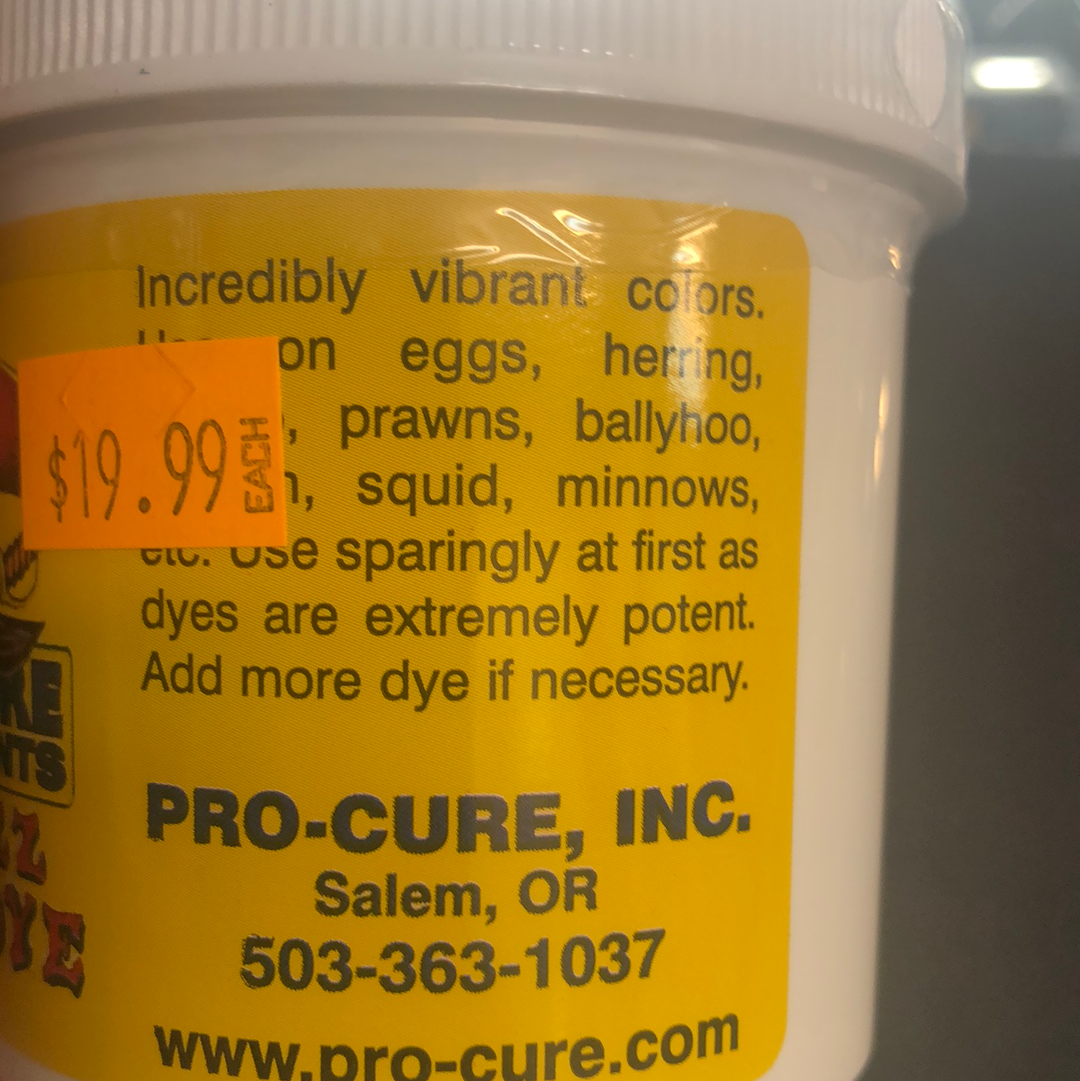 Incredibly vibrant colors.
on eggs, herring,
, prawns, ballyhoo,
, squid, minnows,
etc. Use sparingly at first as
dyes are extremely potent.
Add more dye if necessary.
$19.99 EACH
PRO-CURE, INC.
Salem, OR
503-363-1037
www.pro-cure.com